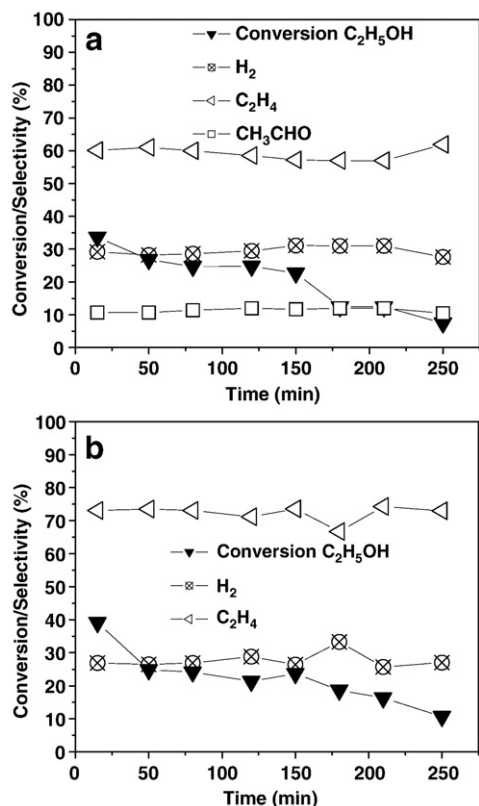 a
Conversion C₂H₅OH
H₂
C₂H₄
CH₃CHO
100
90
80
70
60
50
40
30
20
10
0
Conversion/Selectivity (%)
0 50 100 150 200 250
Time (min)
b
100
90
80
70
60
50
40
30
20
10
0
Conversion/Selectivity (%)
Conversion C₂H₅OH
H₂
C₂H₄
0 50 100 150 200 250
Time (min)